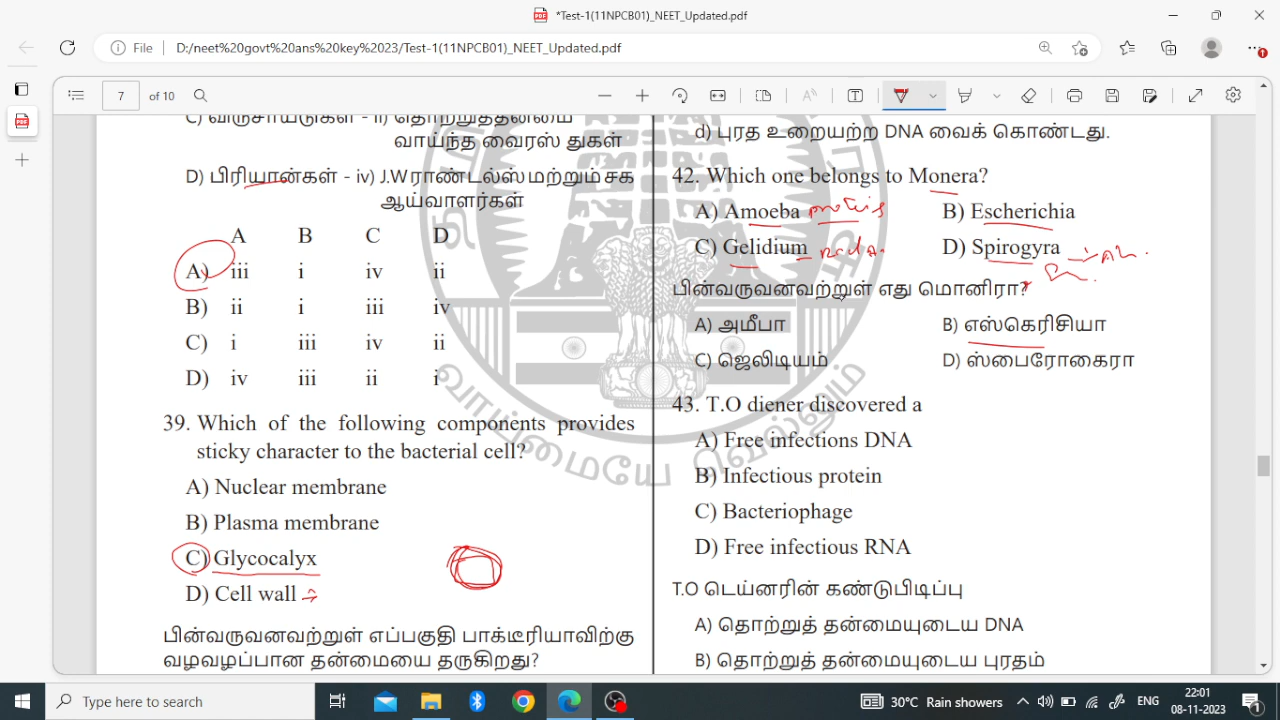 *Test-1(11NPCB01)_NEET_Updated.pdf
File
D:/neet%20govt%20ans%20key%202023/Test-1(11NPCB01)_NEET_Updated.pdf
7 of 10
C) விருசாய்டுகள் - ii) தொற்றுத்தன்மை
வாய்ந்த வைரஸ் துகள்
D) பிரியான்கள் - iv) J.W ராண்டல்ஸ் மற்றும் சக
ஆய்வாளர்கள்
A B C D
A) iii i iv ii
B) ii i iii iv
C) i iii iv ii
D) iv iii ii i
39. Which of the following components provides
sticky character to the bacterial cell?
A) Nuclear membrane
B) Plasma membrane
C) Glycocalyx
D) Cell wall
பின்வருவனவற்றுள் எப்பகுதி பாக்டீரியாவிற்கு
வழவழப்பான தன்மையை தருகிறது?
d) புரத உறையற்ற DNA வைக் கொண்டது.
42. Which one belongs to Monera?
A) Amoeba protis
B) Escherichia
C) Gelidium
D) Spirogyra
பின்வருவனவற்றுள் எது மொனிரா?
A) அமீபா
B) எஸ்கெரிசியா
C) ஜெலிடியம்
D) ஸ்பைரோகைரா
43. T.O diener discovered a
A) Free infections DNA
B) Infectious protein
C) Bacteriophage
D) Free infectious RNA
T.O டெய்னரின் கண்டுபிடிப்பு
A) தொற்றுத் தன்மையுடைய DNA
B) தொற்றுத் தன்மையுடைய புரதம்
வாய்மையே வெல்லும்
Type here to search
30°C Rain showers
ENG
22:01
08-11-2023